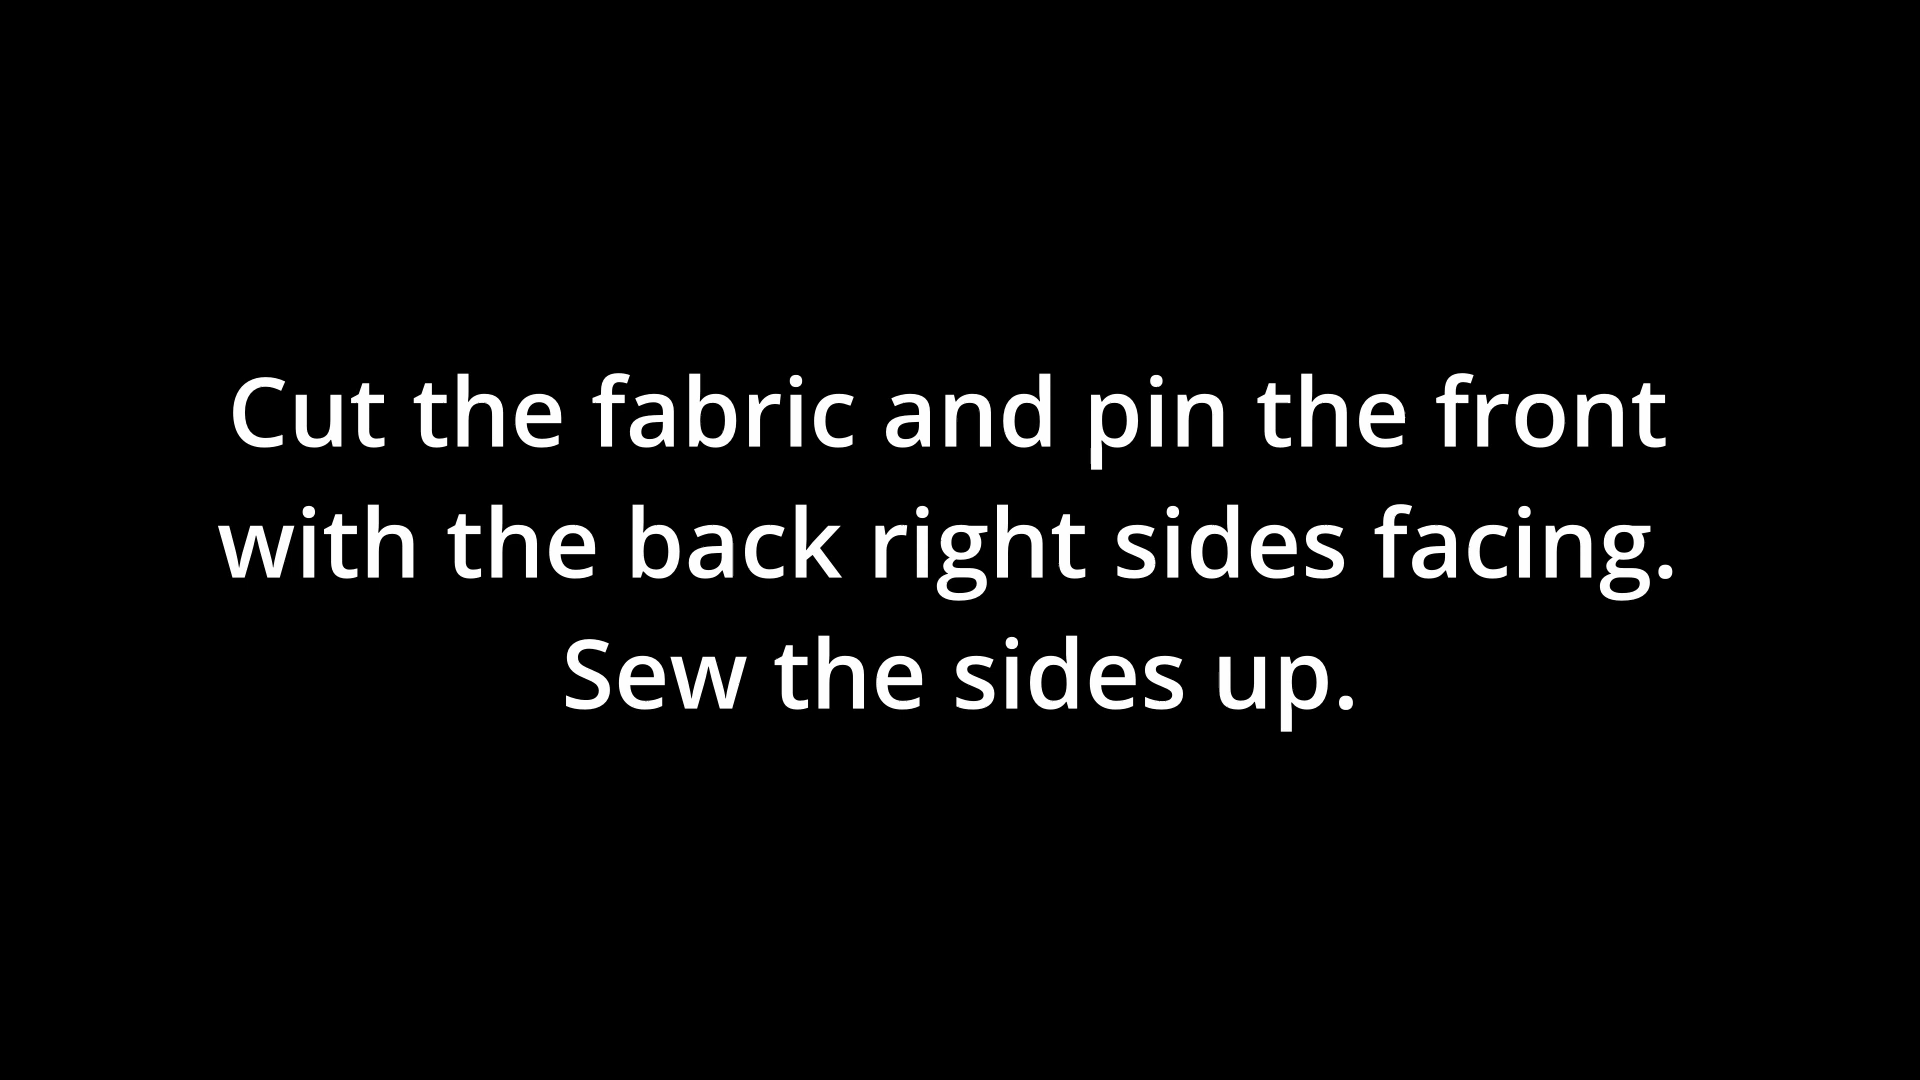 Cut the fabric and pin the front
with the back right sides facing.
Sew the sides up.